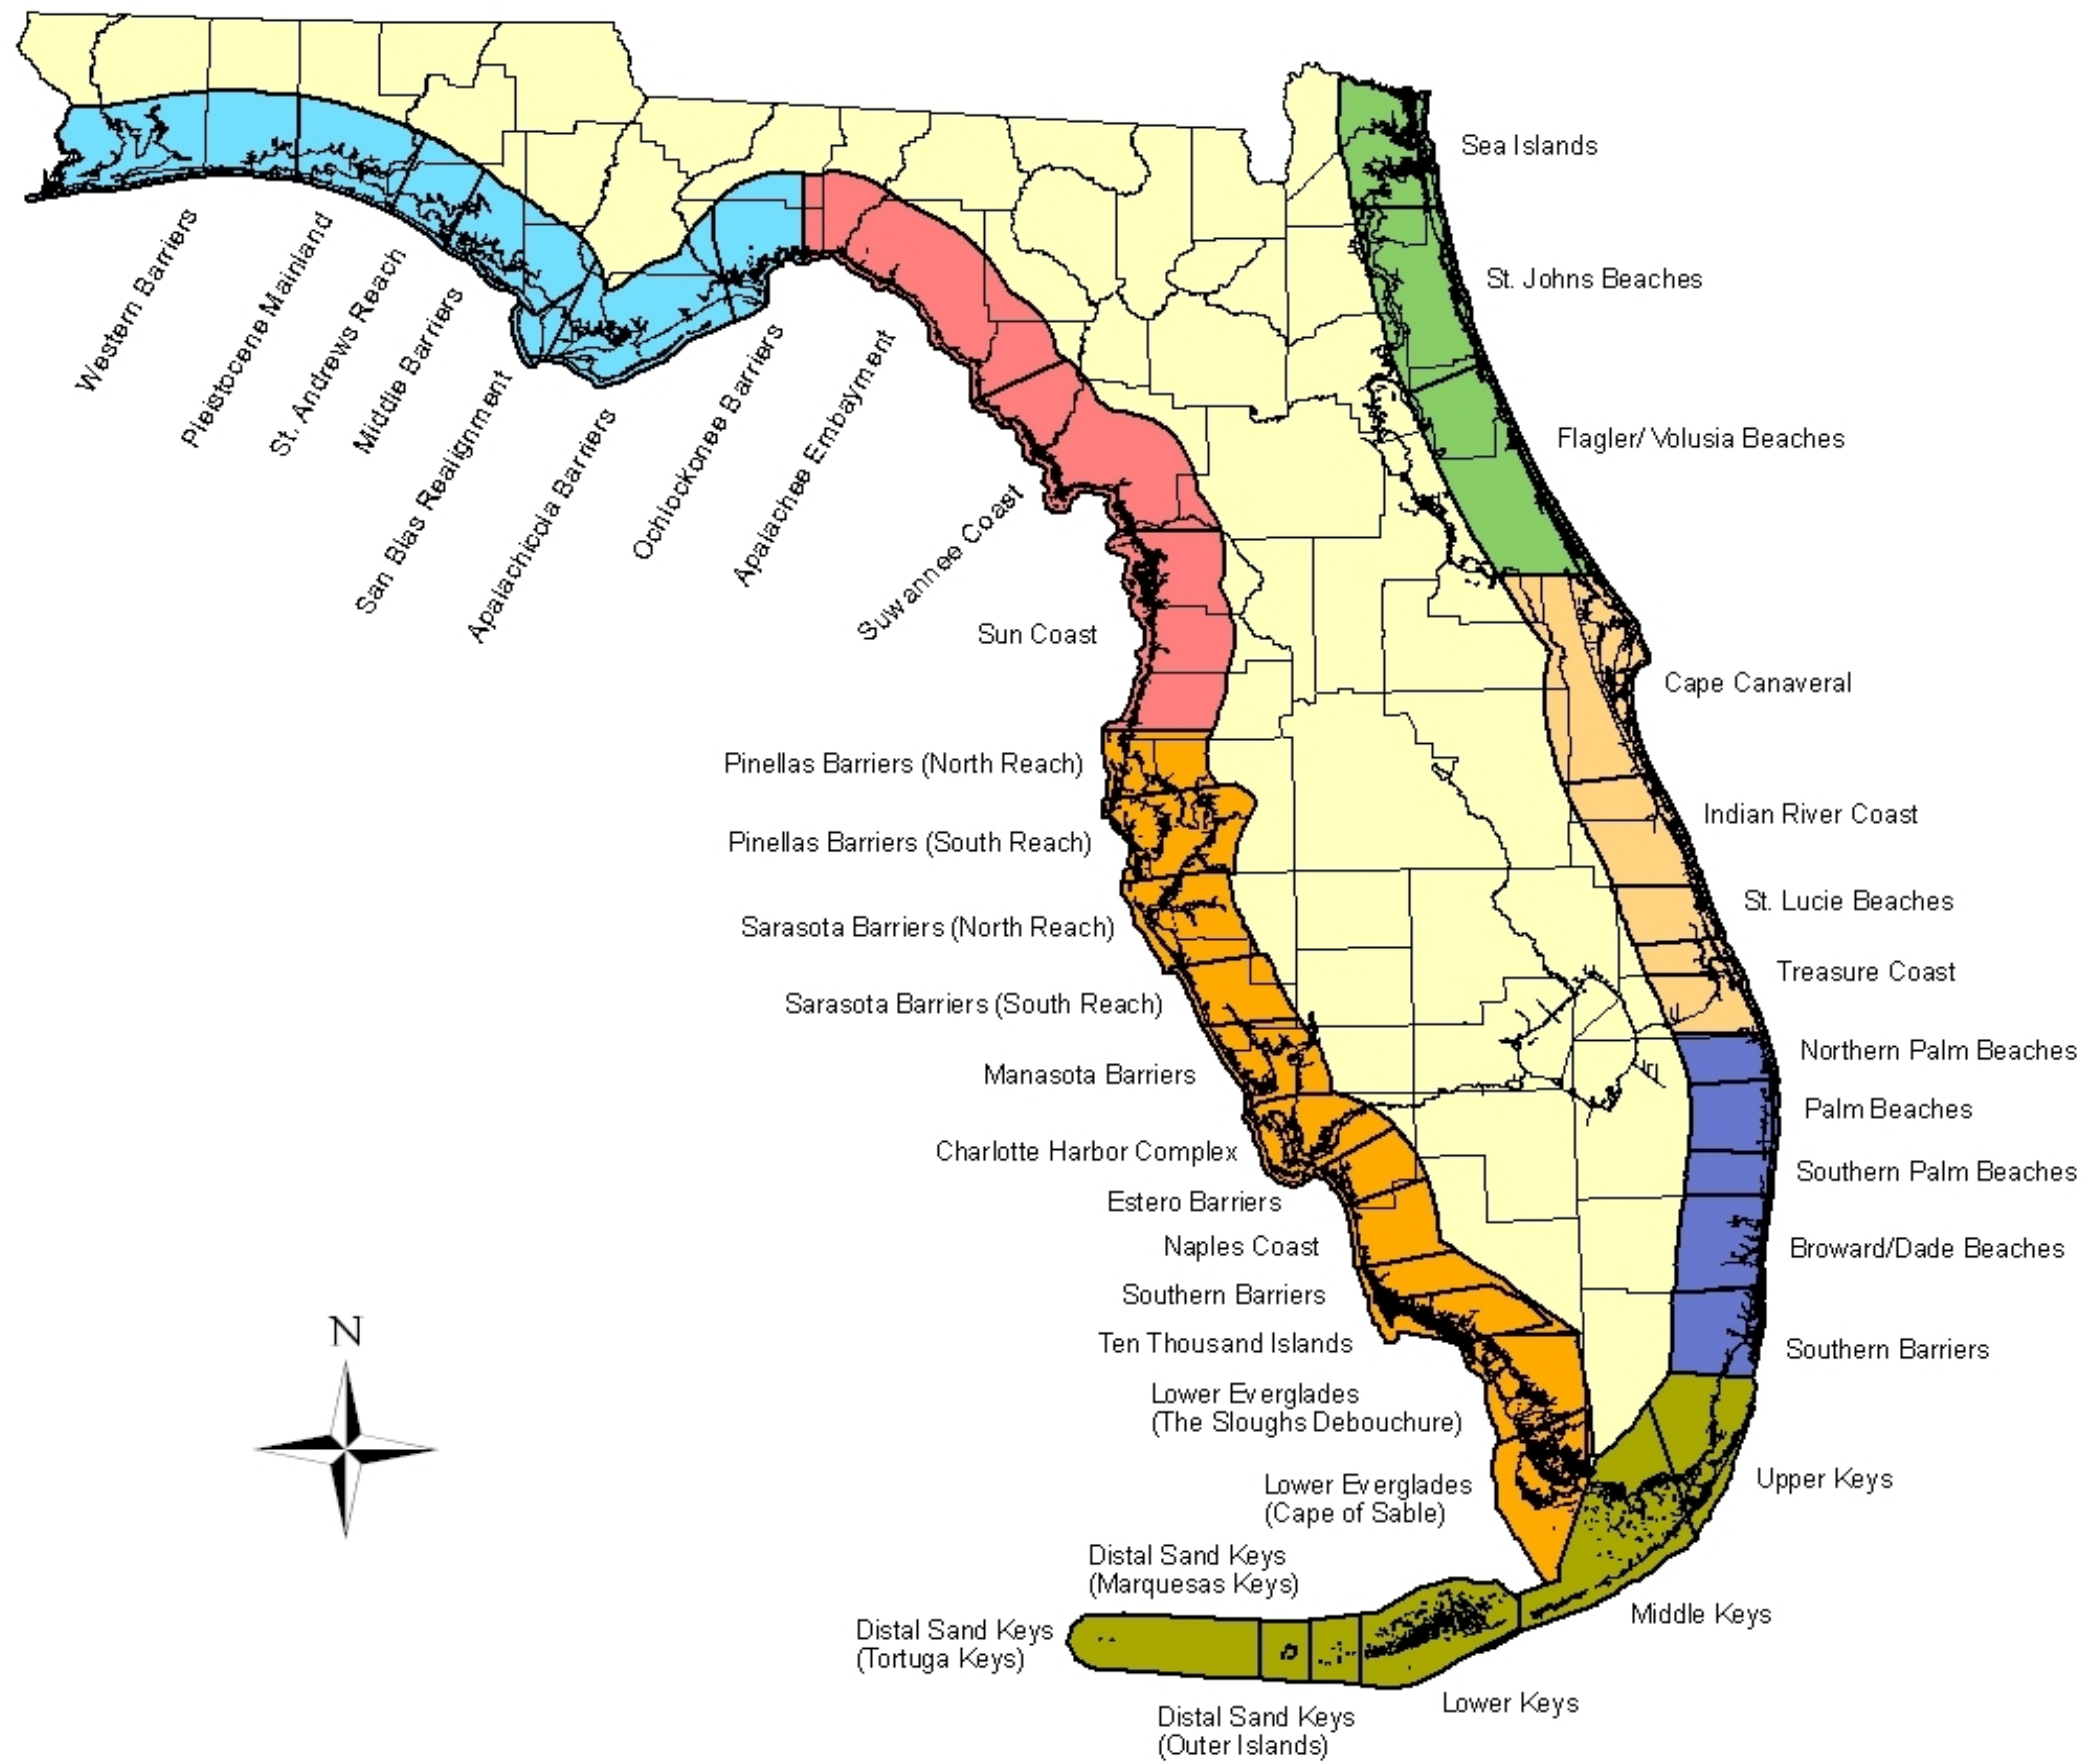 Sea Islands
St. Johns Beaches
Flagler/ Volusia Beaches
Cape Canaveral
Indian River Coast
St. Lucie Beaches
Treasure Coast
Northern Palm Beaches
Palm Beaches
Southern Palm Beaches
Broward/Dade Beaches
Southern Barriers
Upper Keys
Middle Keys
Lower Keys
Western Barriers
Pleistocene Mainland
St. Andrews Reach
Middle Barriers
San Blas Realignment
Apalachicola Barriers
Ochlockonee Barriers
Apalachee Embayment
Suwannee Coast
Sun Coast
Pinellas Barriers (North Reach)
Pinellas Barriers (South Reach)
Sarasota Barriers (North Reach)
Sarasota Barriers (South Reach)
Manasota Barriers
Charlotte Harbor Complex
Estero Barriers
Naples Coast
Southern Barriers
Ten Thousand Islands
Lower Everglades
(The Sloughs Debouchure)
Lower Everglades
(Cape of Sable)
Distal Sand Keys
(Marquesas Keys)
Distal Sand Keys
(Tortuga Keys)
Distal Sand Keys
(Outer Islands)
N